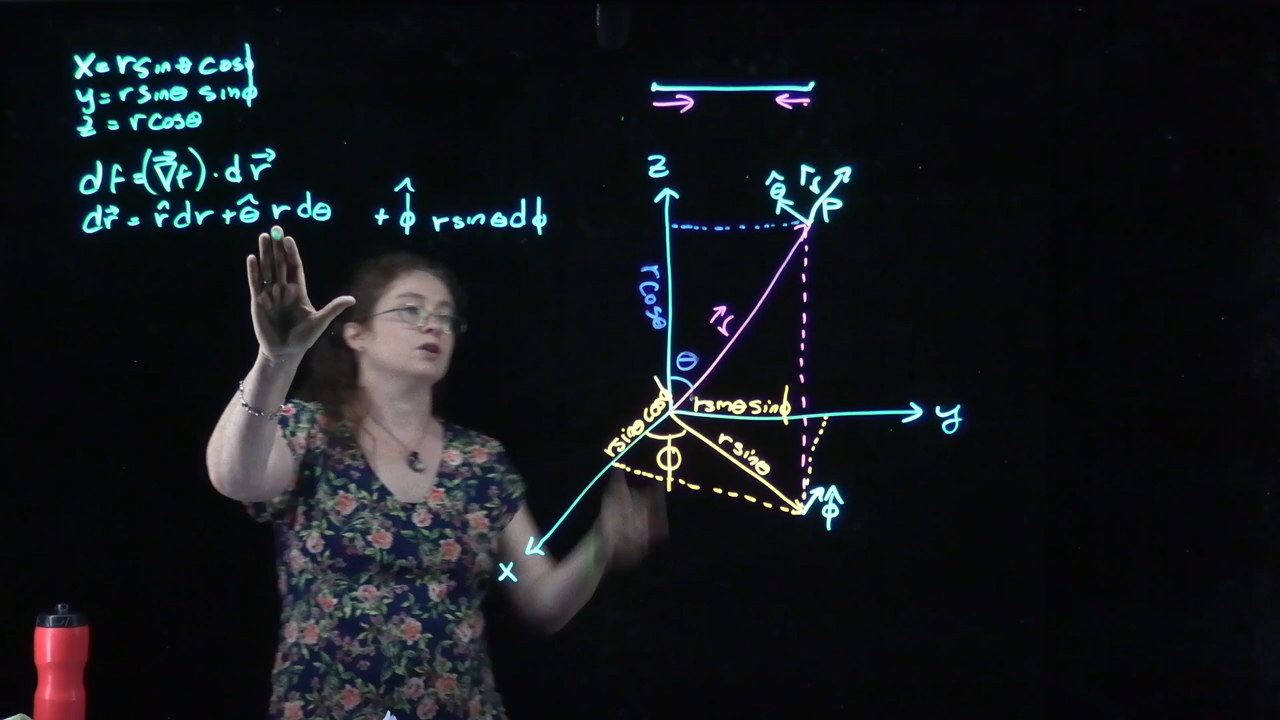 x = r sinθ cosϕ
y = r sinθ sinϕ
z = r cosθ
df = (∇⃗f) · dr⃗
dr⃗ = r̂ dr + θ̂ r dθ + ϕ̂ r sinθ dϕ
z
θ̂
P
r cosθ
r⃗
θ
r sinθ cosϕ
r sinθ sinϕ
y
ϕ
r sinθ
ϕ̂
x